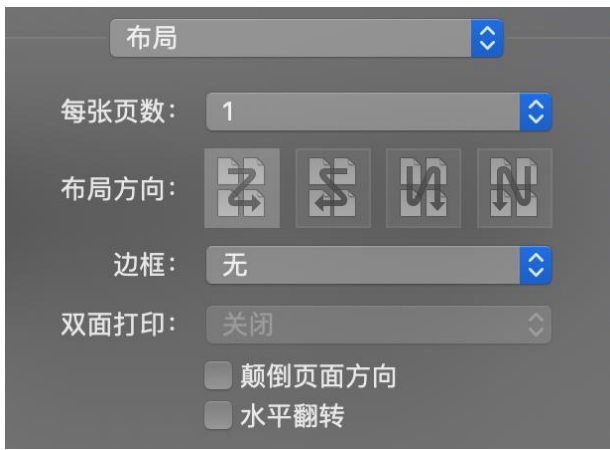 布局
每张页数： 1
布局方向：
边框： 无
双面打印： 关闭
颠倒页面方向
水平翻转